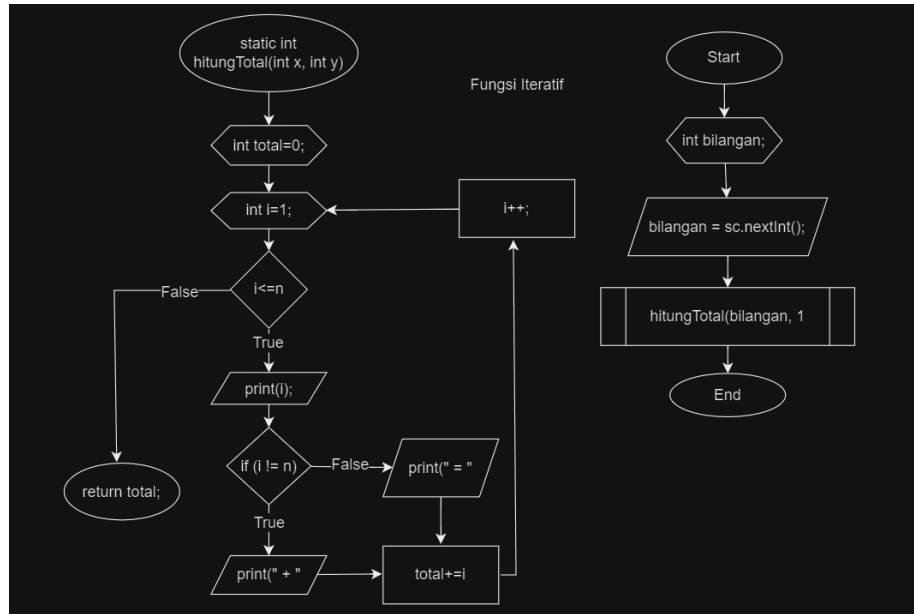 static int
hitungTotal(int x, int y)
Fungsi Iteratif
int total=0;
int i=1;
i++;
i<=n
False
True
print(i);
if (i != n)
False
print(" = "
return total;
True
print(" + "
total+=i
Start
int bilangan;
bilangan = sc.nextInt();
hitungTotal(bilangan, 1
End